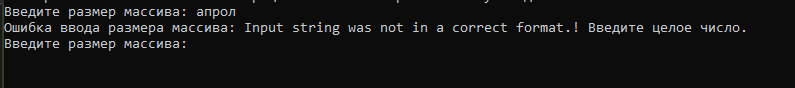 Введите размер массива: апрол
Ошибка ввода размера массива: Input string was not in a correct format.! Введите целое число.
Введите размер массива: